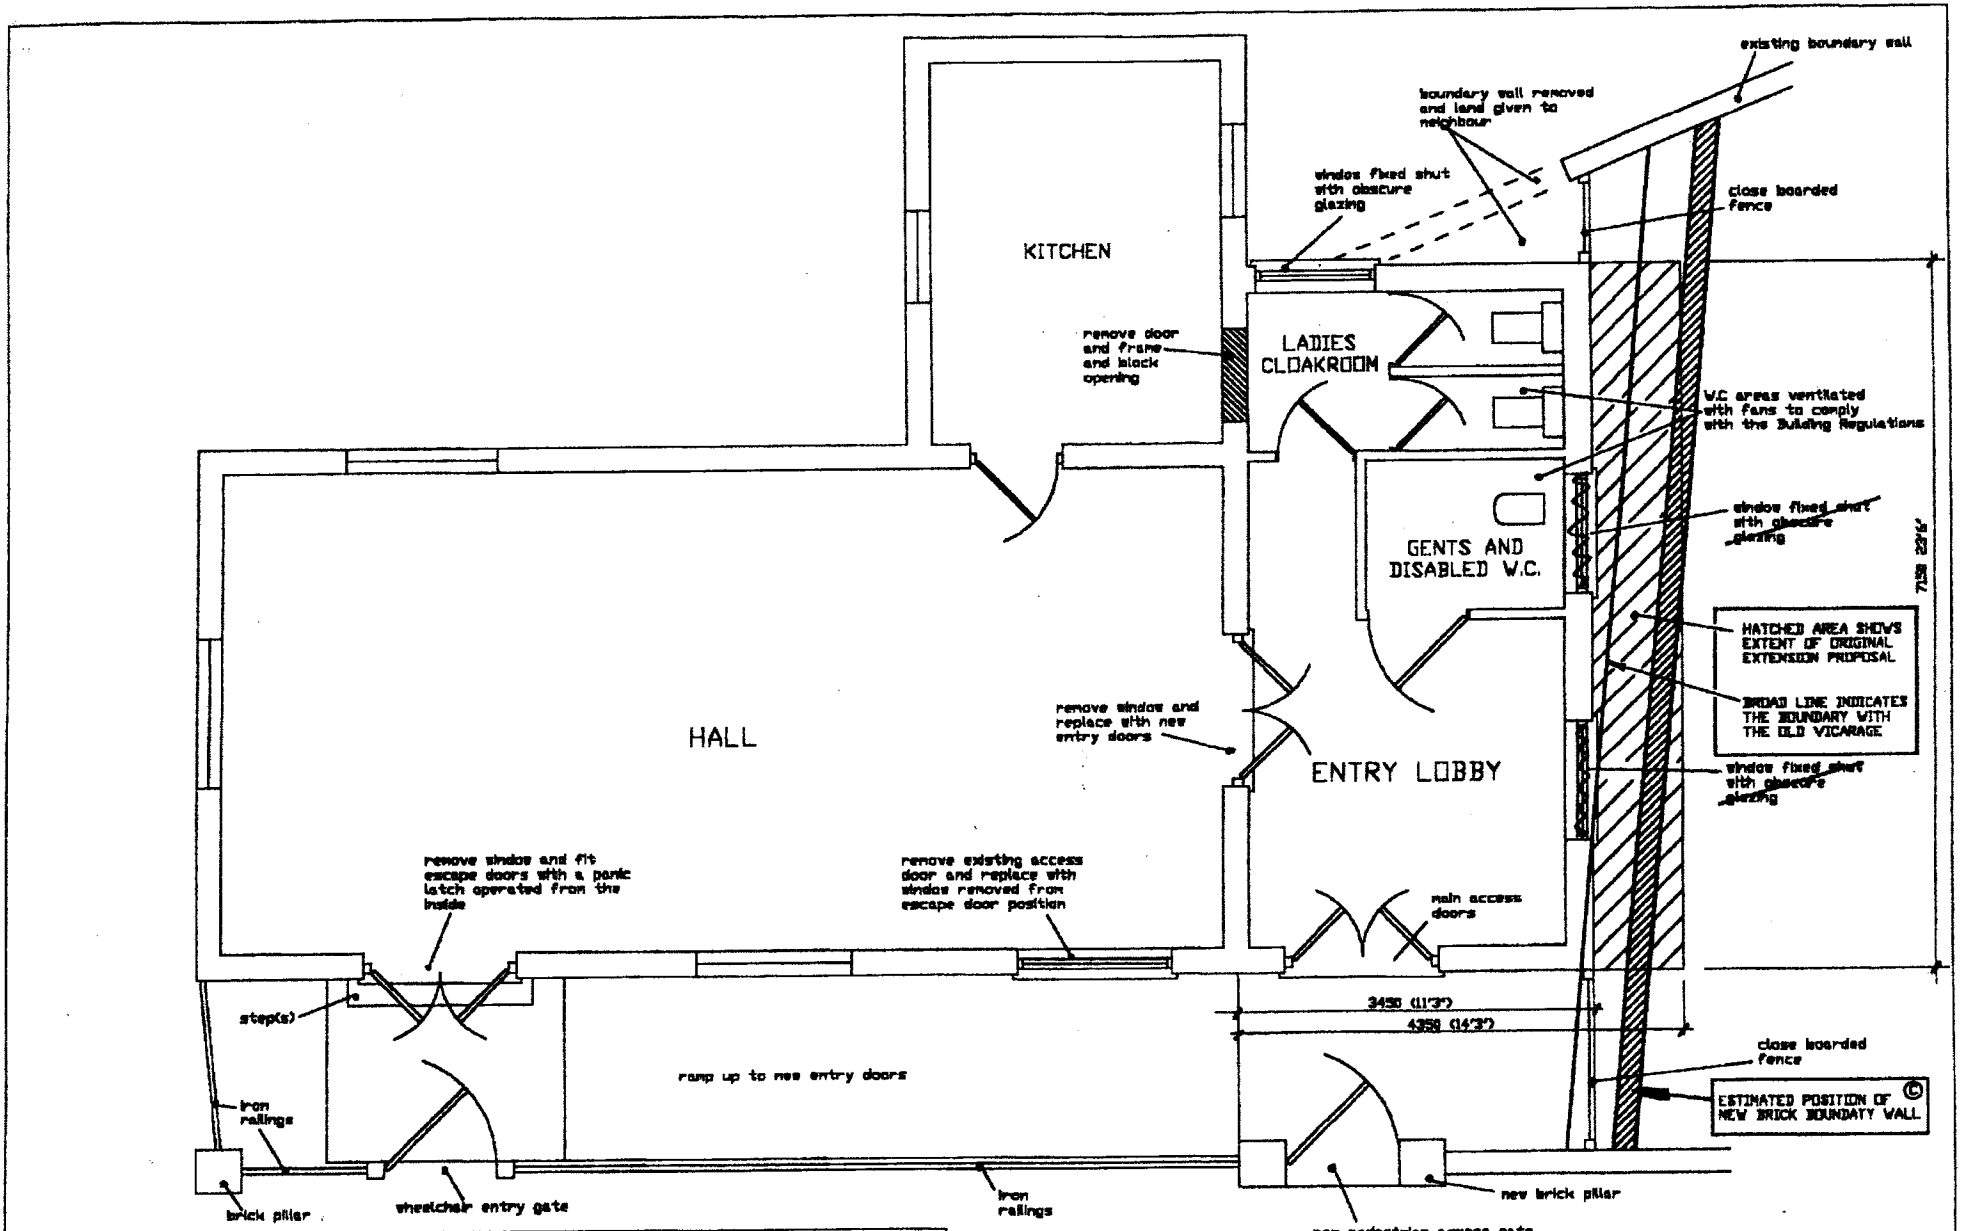 existing boundary wall
boundary wall removed
and land given to
neighbour
window fixed shut
with obscure
glazing
close boarded
fence
KITCHEN
remove door
and frame
and block
opening
LADIES
CLOAKROOM
W.C areas ventilated
with fans to comply
with the Building Regulations
window fixed shut
with obscure
glazing
7150 23'6"
GENTS AND
DISABLED W.C.
HATCHED AREA SHOWS
EXTENT OF ORIGINAL
EXTENSION PROPOSAL
BROAD LINE INDICATES
THE BOUNDARY WITH
THE OLD VICARAGE
remove window and
replace with new
entry doors
HALL
ENTRY LOBBY
window fixed shut
with obscure
glazing
remove window and fit
escape doors with a panic
latch operated from the
inside
remove existing access
door and replace with
window removed from
escape door position
main access
doors
step(s)
3450 (11'3")
4350 (14'3")
ramp up to new entry doors
close boarded
fence
iron
railings
ESTIMATED POSITION OF ©
NEW BRICK BOUNDATY WALL
brick pillar
wheelchair entry gate
iron
railings
new brick pillar